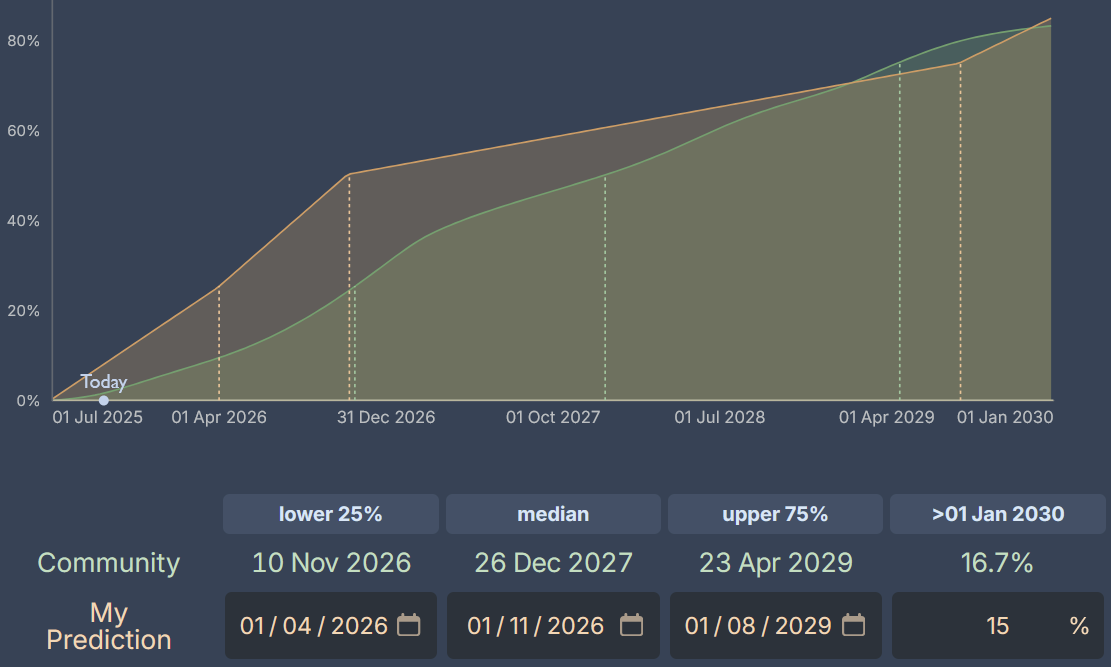 80%
60%
40%
20%
Today
0%
01 Jul 2025 01 Apr 2026 31 Dec 2026 01 Oct 2027 01 Jul 2028 01 Apr 2029 01 Jan 2030
lower 25% median upper 75% >01 Jan 2030
Community 10 Nov 2026 26 Dec 2027 23 Apr 2029 16.7%
My
Prediction 01 / 04 / 2026 01 / 11 / 2026 01 / 08 / 2029 15 %